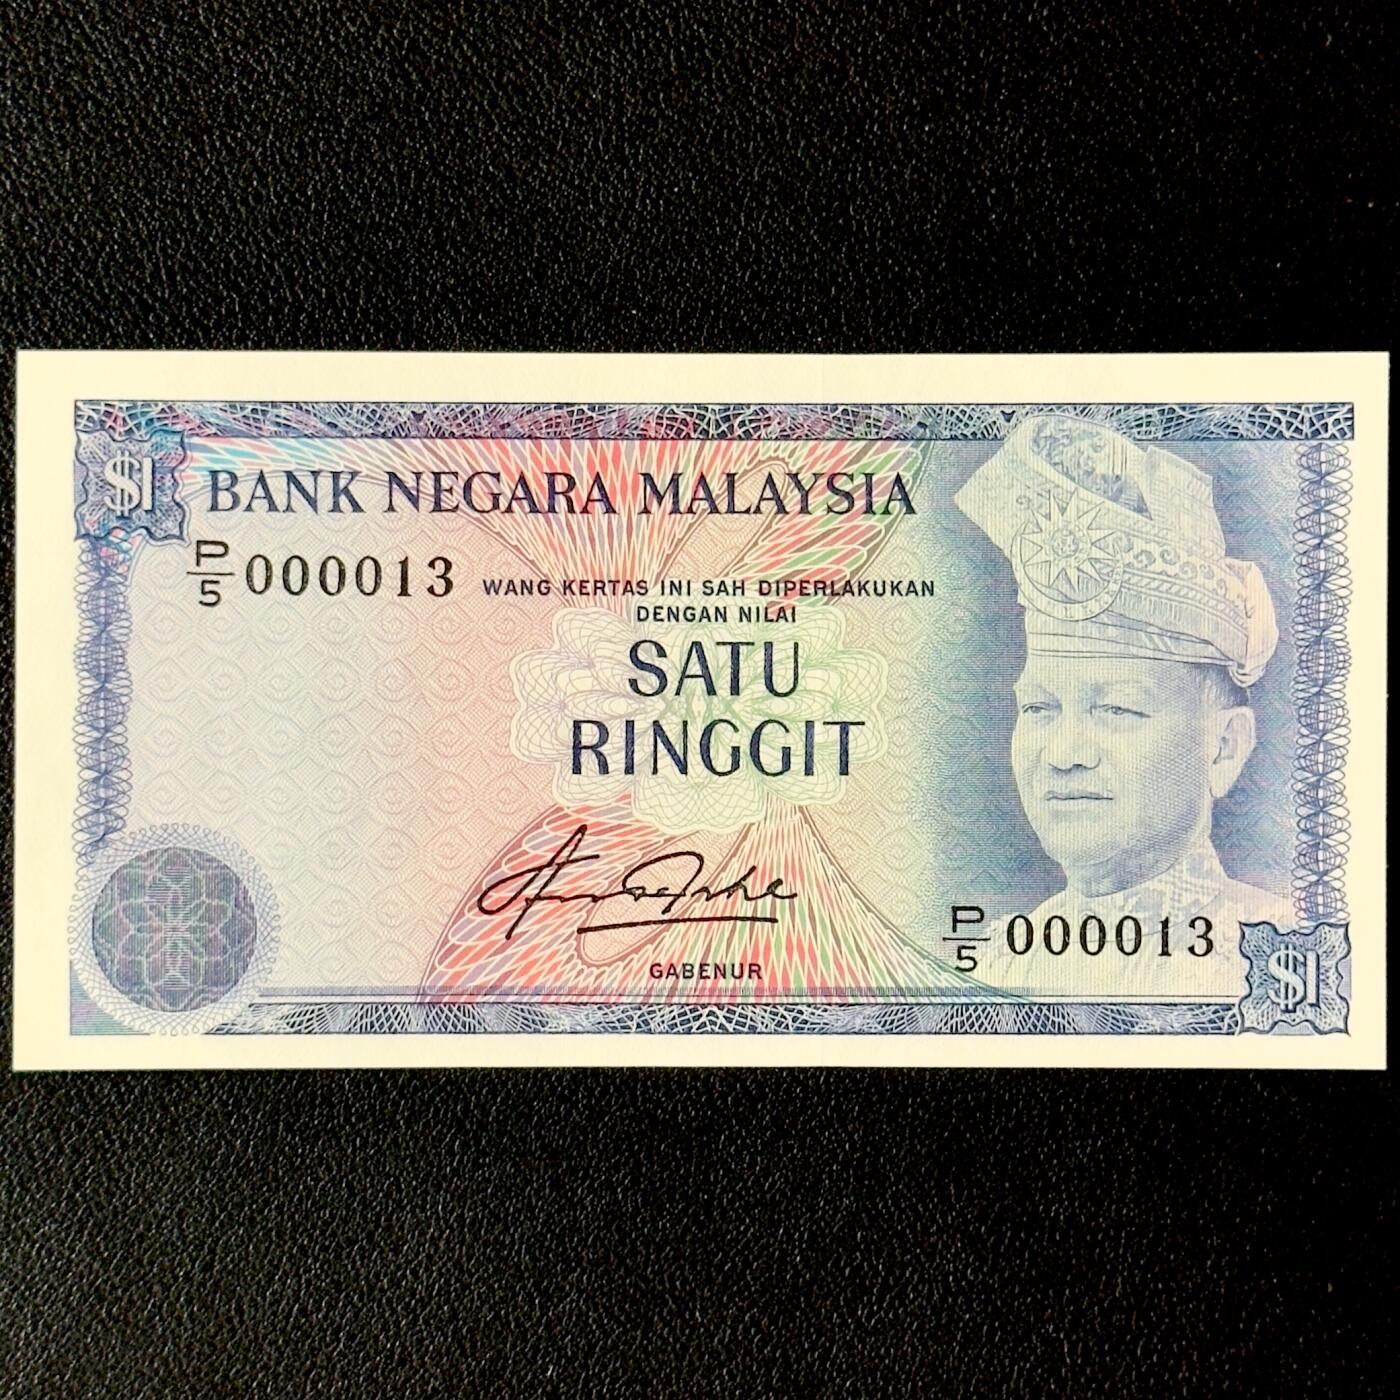 $1
BANK NEGARA MALAYSIA
P/5 000013
WANG KERTAS INI SAH DIPERLAKUKAN
DENGAN NILAI
SATU
RINGGIT
GABENUR
P/5 000013
$1